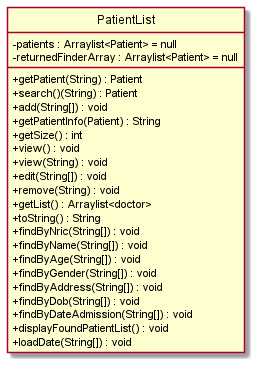 PatientList
-patients : Arraylist<Patient> = null
-returnedFinderArray : Arraylist<Patient> = null
+getPatient(String) : Patient
+search()(String) : Patient
+add(String[]) : void
+getPatientInfo(Patient) : String
+getSize() : int
+view() : void
+view(String) : void
+edit(String[]) : void
+remove(String) : void
+getList() : Arraylist<doctor>
+toString() : String
+findByNric(String[]) : void
+findByName(String[]) : void
+findByAge(String[]) : void
+findByGender(String[]) : void
+findByAddress(String[]) : void
+findByDob(String[]) : void
+findByDateAdmission(String[]) : void
+displayFoundPatientList() : void
+loadDate(String[]) : void